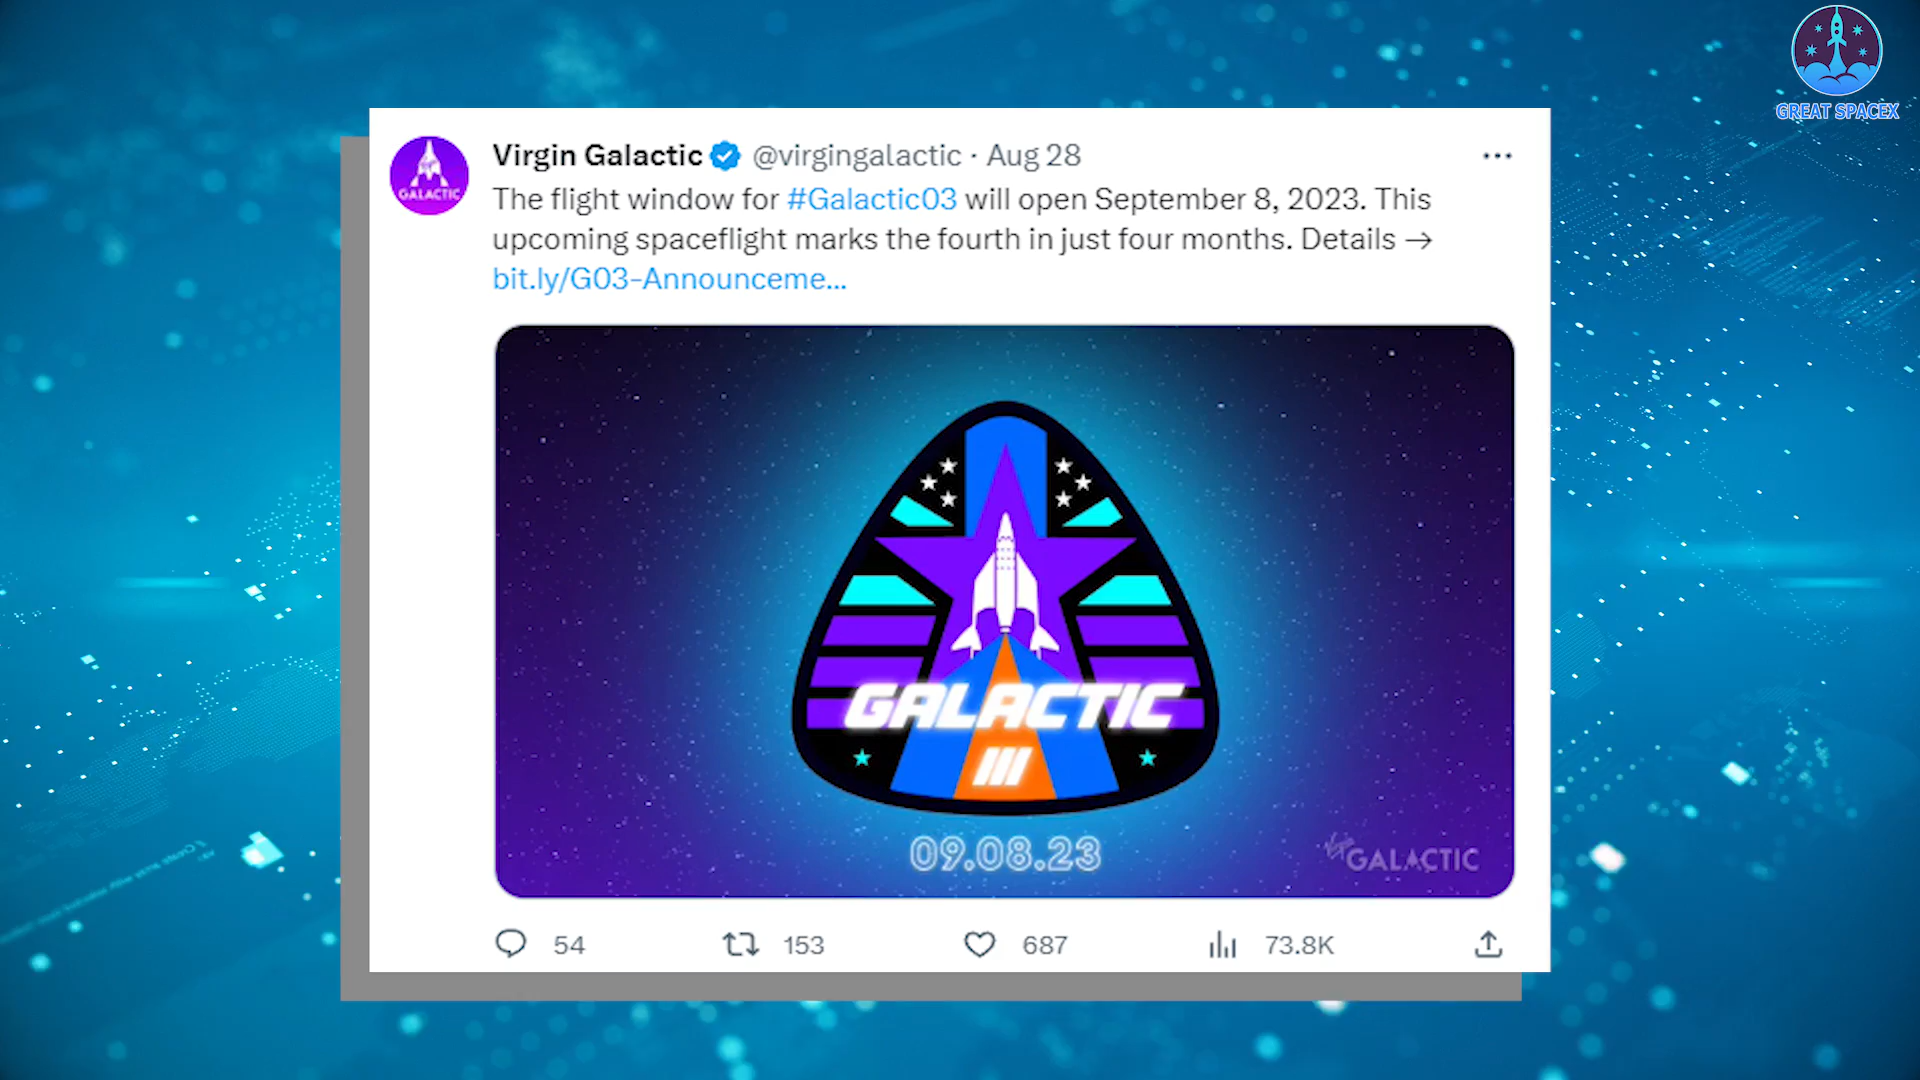 GREAT SPACEX
GALACTIC
Virgin Galactic @virgingalactic · Aug 28
The flight window for #Galactic03 will open September 8, 2023. This
upcoming spaceflight marks the fourth in just four months. Details →
bit.ly/G03-Announceme...
GALACTIC
III
09.08.23
Virgin GALACTIC
54 153 687 73.8K